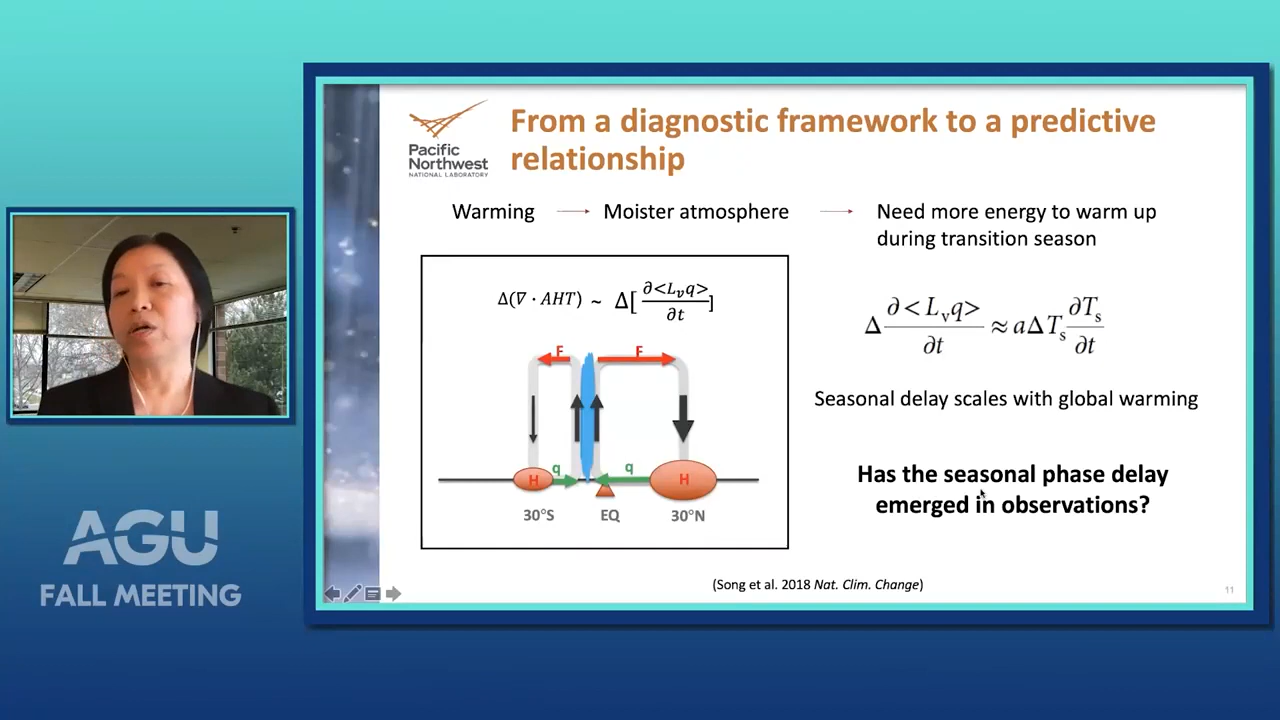 Pacific
Northwest
NATIONAL LABORATORY
From a diagnostic framework to a predictive
relationship
Warming
Moister atmosphere
Need more energy to warm up
during transition season
Δ(∇ · AHT) ~ Δ[∂<L_v q>/∂t]
F F
q q
H H
30°S EQ 30°N
Δ ∂<L_v q>/∂t ≈ aΔT_s ∂T_s/∂t
Seasonal delay scales with global warming
Has the seasonal phase delay
emerged in observations?
(Song et al. 2018 Nat. Clim. Change)
11
AGU
FALL MEETING